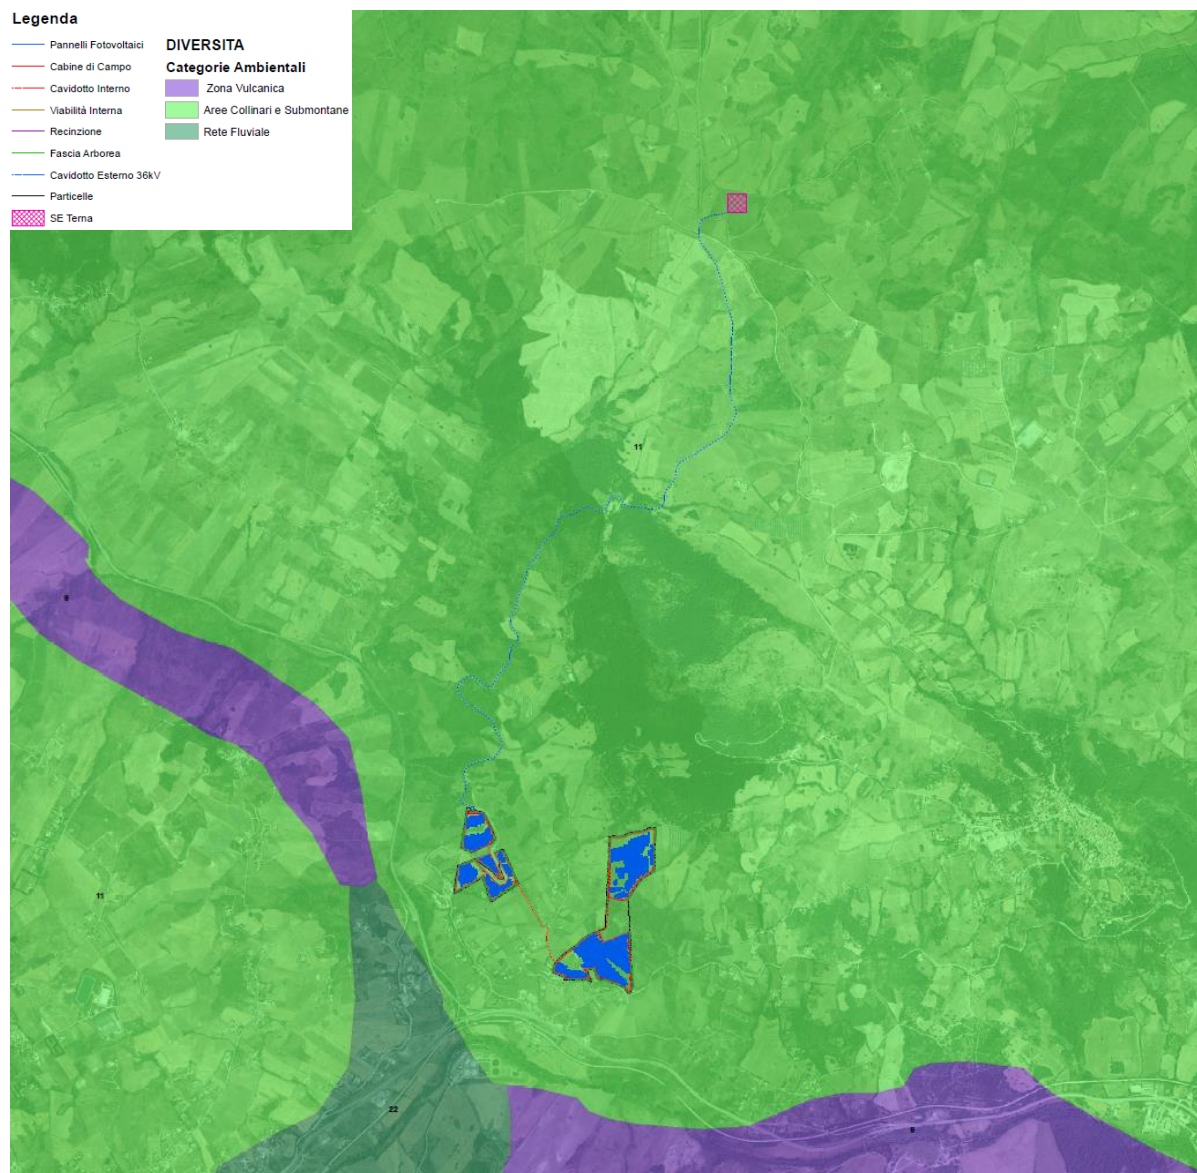 Legenda
Pannelli Fotovoltaici
Cabine di Campo
Cavidotto Interno
Viabilità Interna
Recinzione
Fascia Arborea
Cavidotto Esterno 36kV
Particelle
SE Terna
DIVERSITA
Categorie Ambientali
Zona Vulcanica
Aree Collinari e Submontane
Rete Fluviale
11
11
22